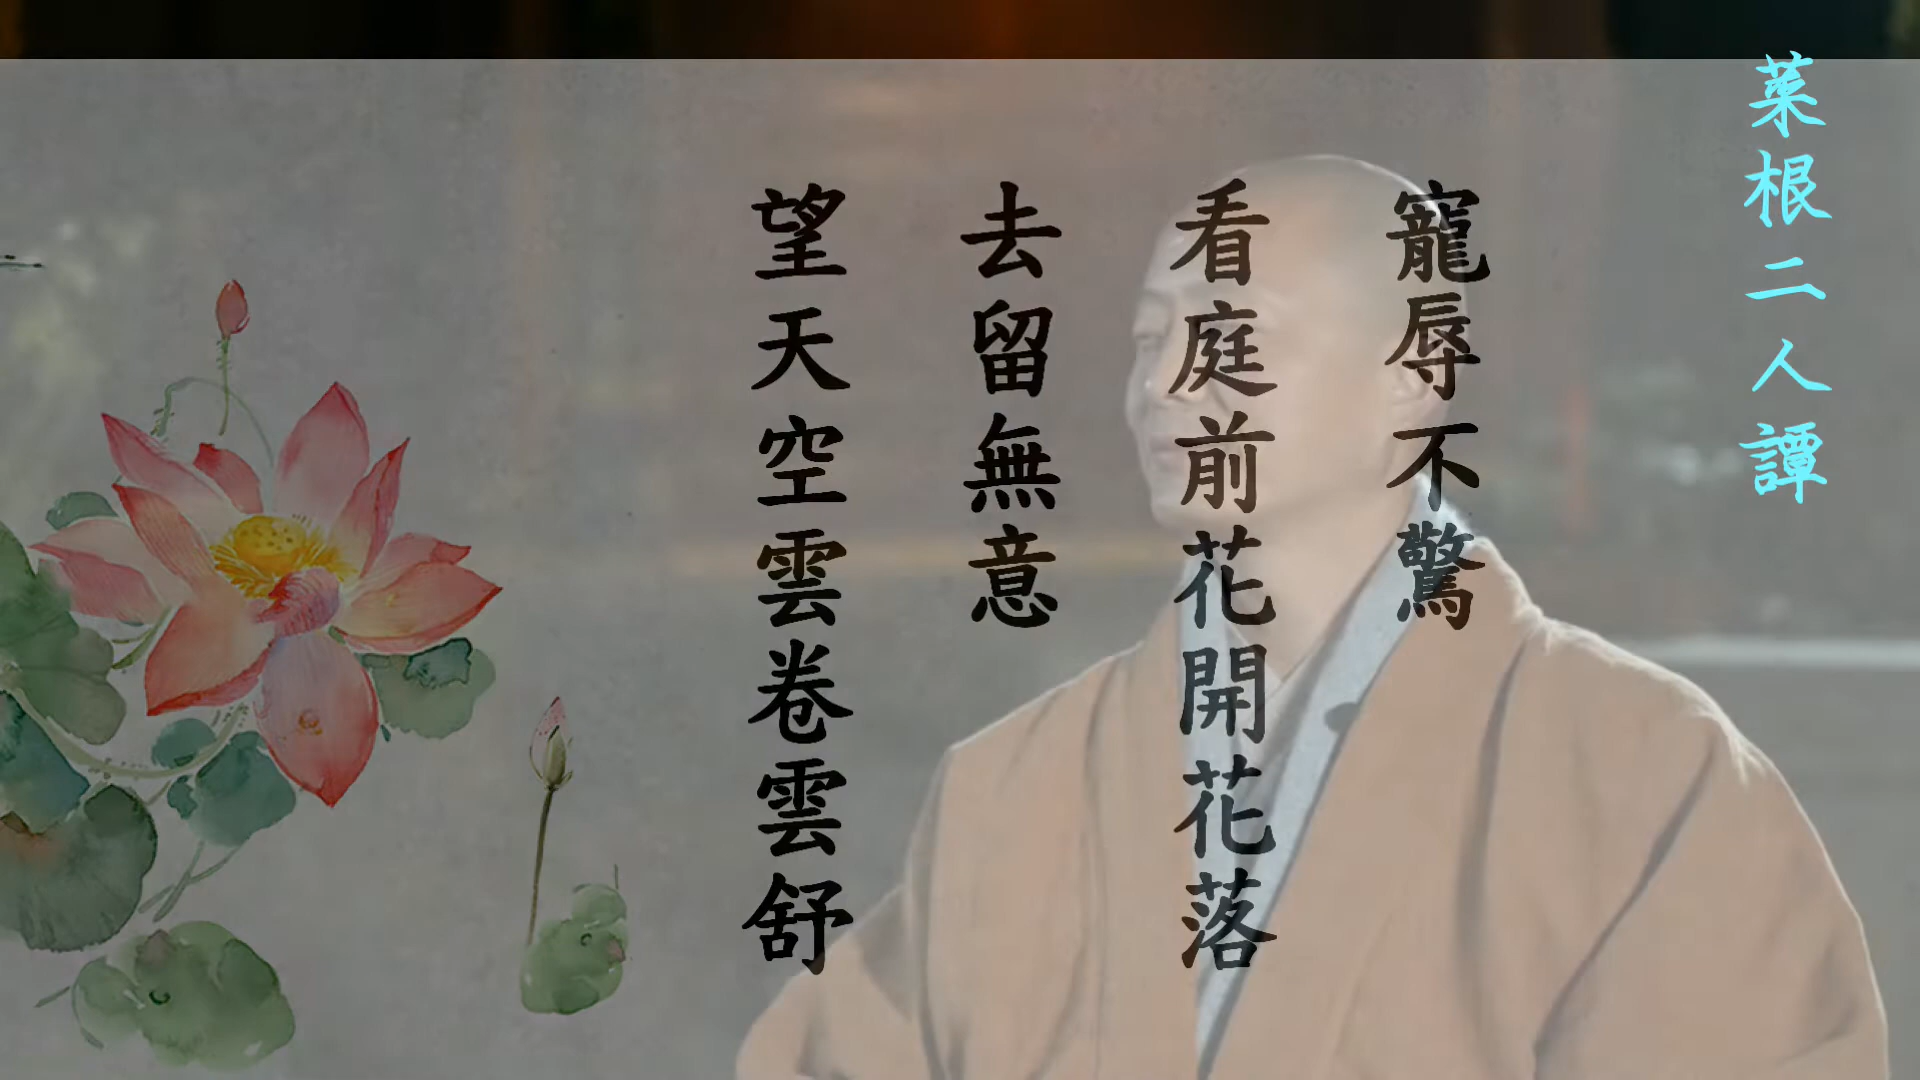 菜根二人譚
寵辱不驚
看庭前花開花落
去留無意
望天空雲卷雲舒